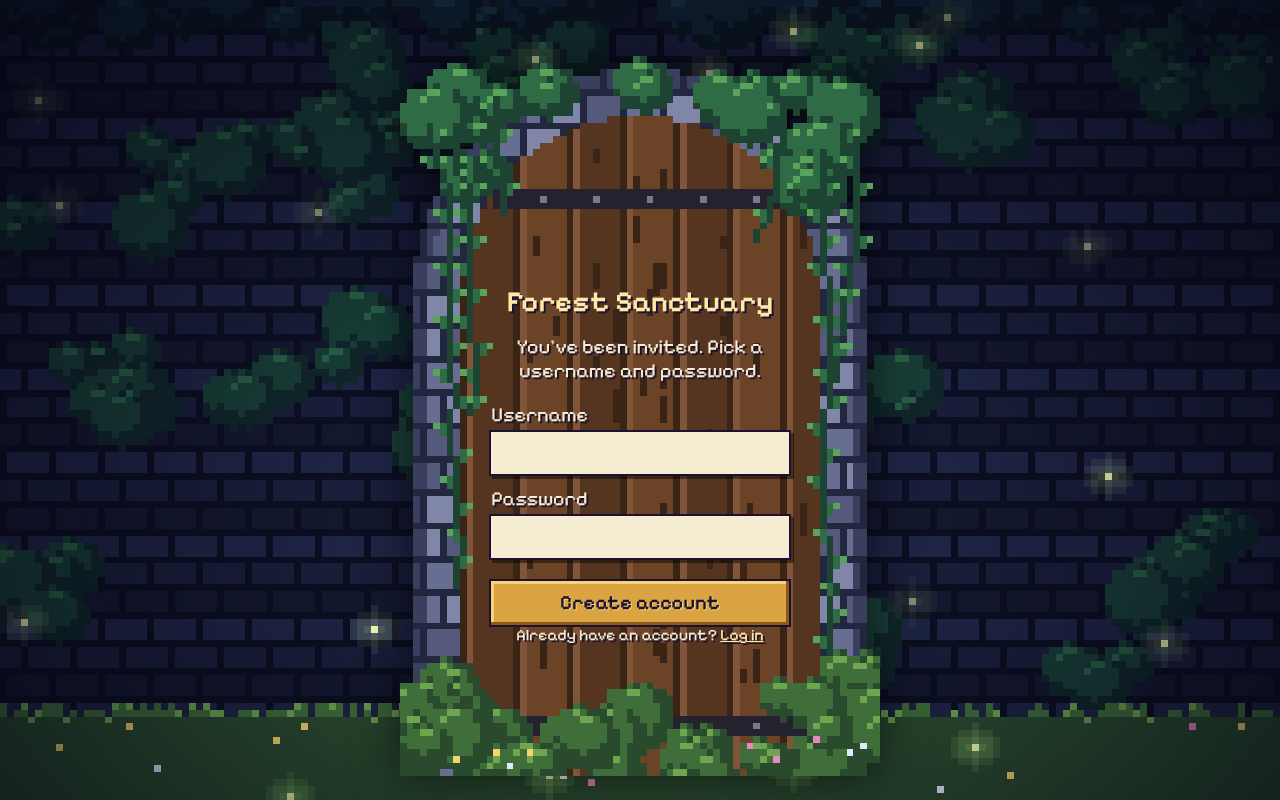 Forest Sanctuary
You've been invited. Pick a
username and password.
Username
Password
Create account
Already have an account? Log in